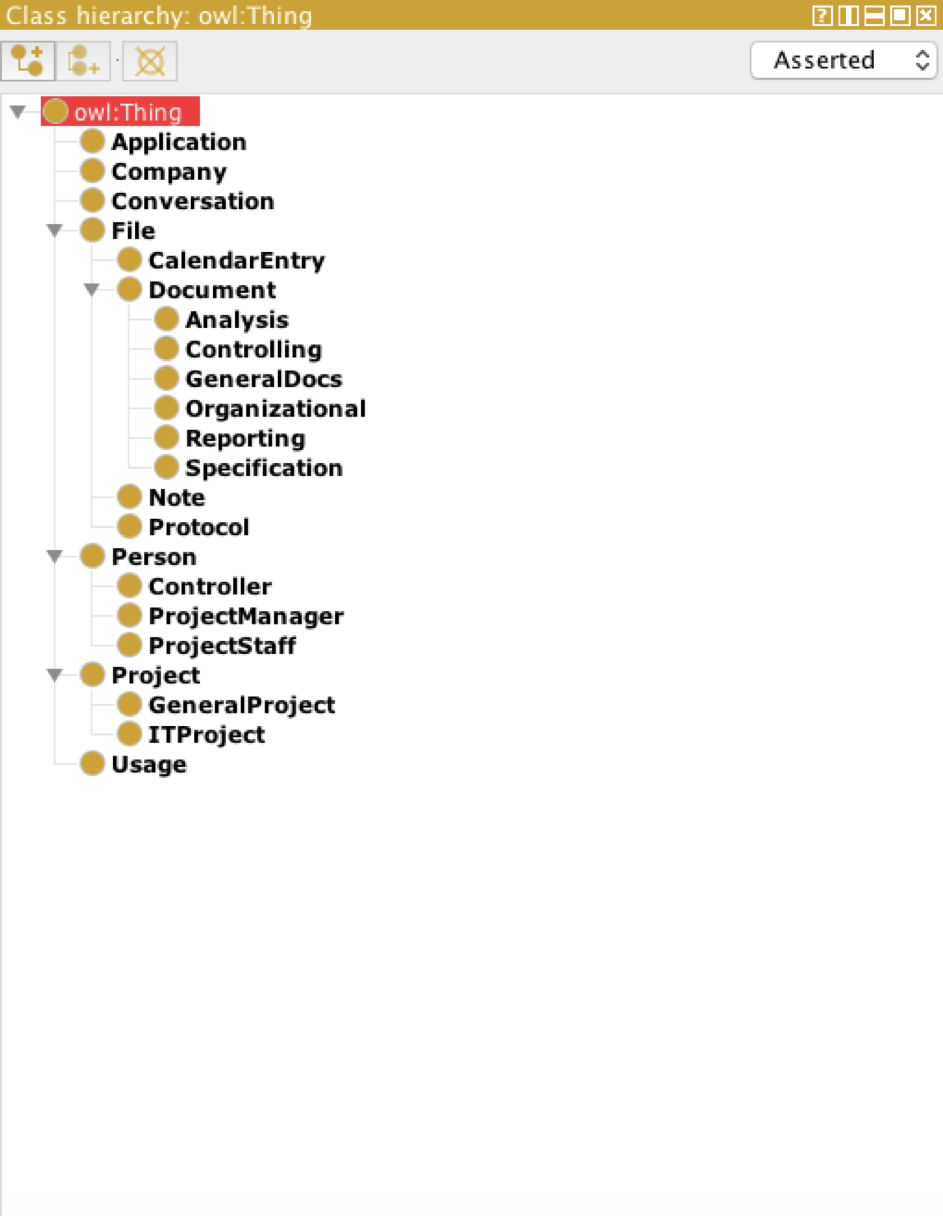 Class hierarchy: owl:Thing
Asserted
owl:Thing
Application
Company
Conversation
File
CalendarEntry
Document
Analysis
Controlling
GeneralDocs
Organizational
Reporting
Specification
Note
Protocol
Person
Controller
ProjectManager
ProjectStaff
Project
GeneralProject
ITProject
Usage